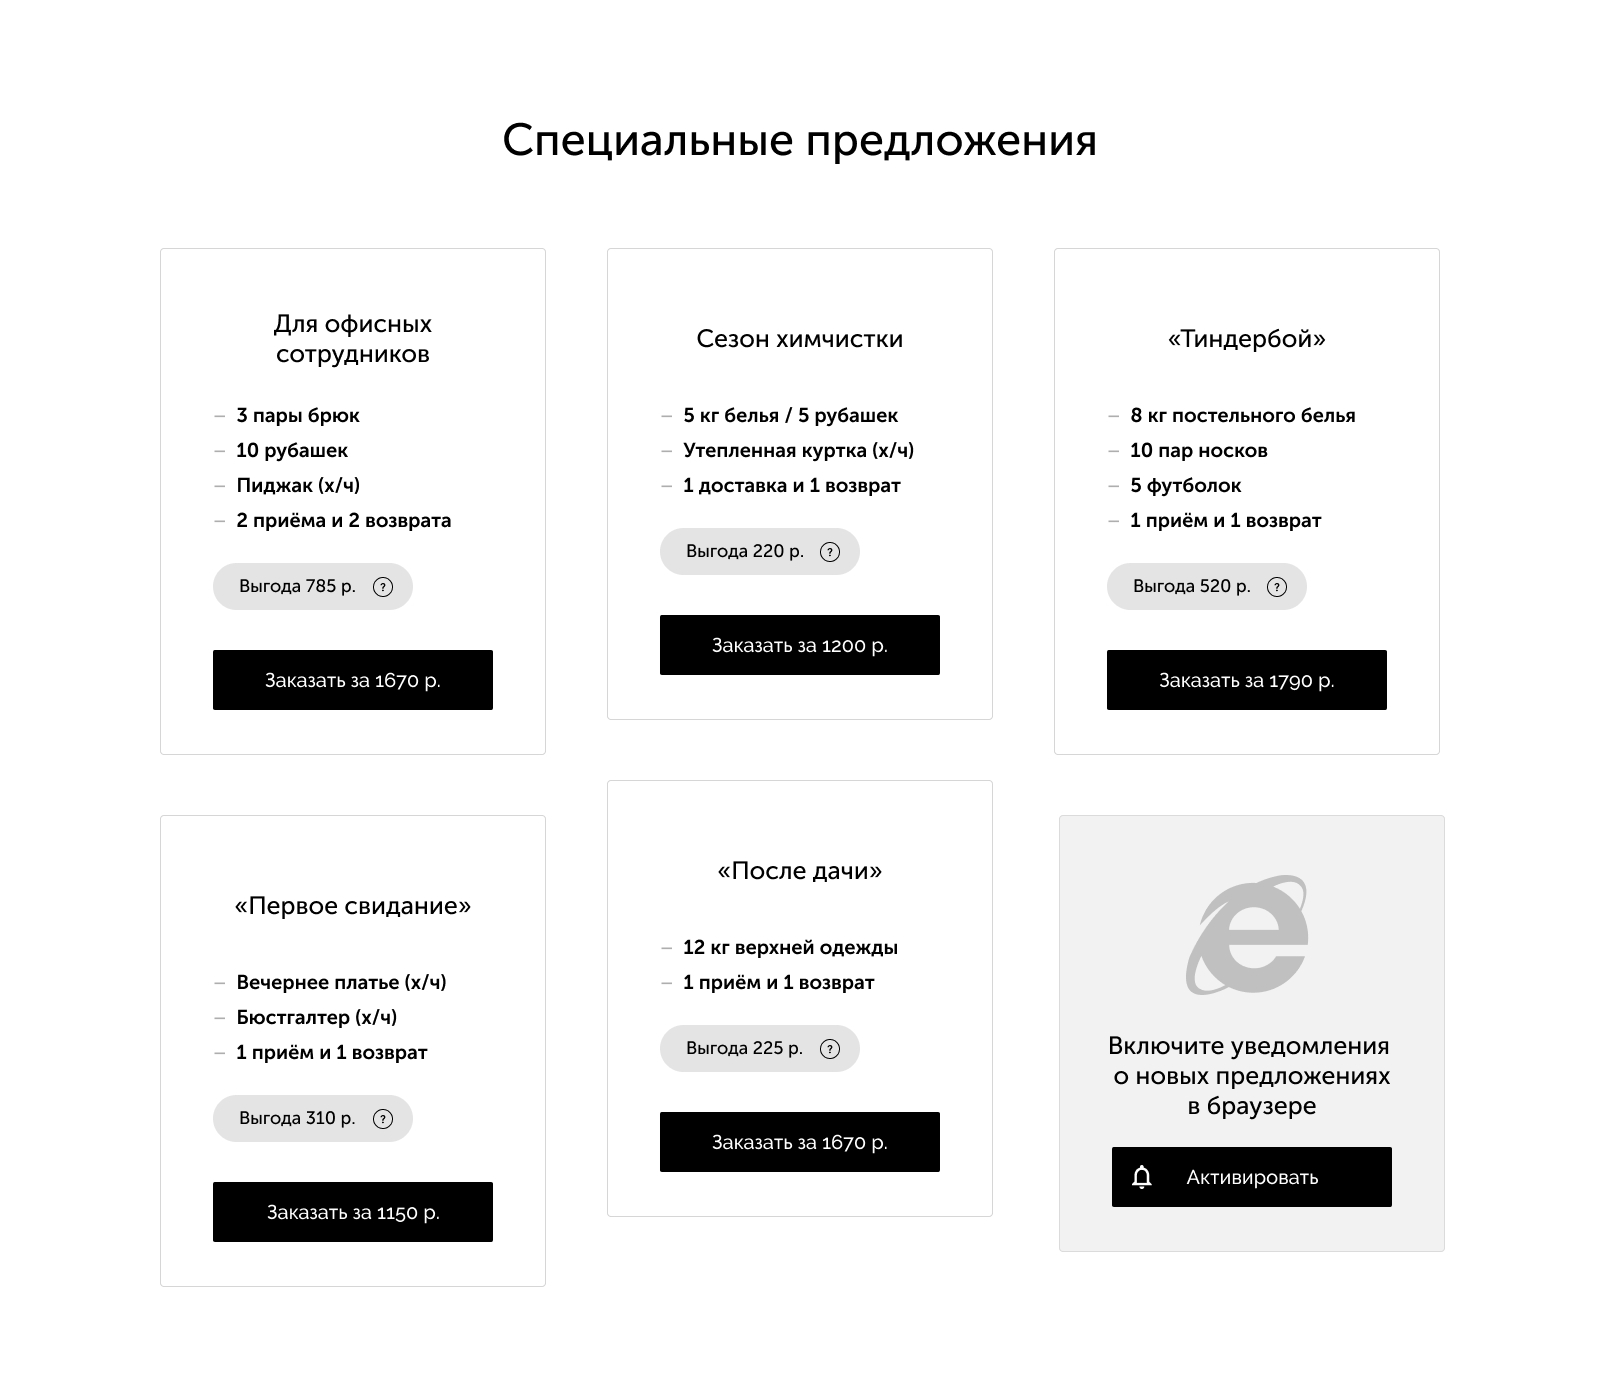 Специальные предложения
Для офисных
сотрудников
– 3 пары брюк
– 10 рубашек
– Пиджак (х/ч)
– 2 приёма и 2 возврата
Выгода 785 р. ?
Заказать за 1670 р.
Сезон химчистки
– 5 кг белья / 5 рубашек
– Утепленная куртка (х/ч)
– 1 доставка и 1 возврат
Выгода 220 р. ?
Заказать за 1200 р.
«Тиндербой»
– 8 кг постельного белья
– 10 пар носков
– 5 футболок
– 1 приём и 1 возврат
Выгода 520 р. ?
Заказать за 1790 р.
«Первое свидание»
– Вечернее платье (х/ч)
– Бюстгалтер (х/ч)
– 1 приём и 1 возврат
Выгода 310 р. ?
Заказать за 1150 р.
«После дачи»
– 12 кг верхней одежды
– 1 приём и 1 возврат
Выгода 225 р. ?
Заказать за 1670 р.
Включите уведомления
о новых предложениях
в браузере
Активировать